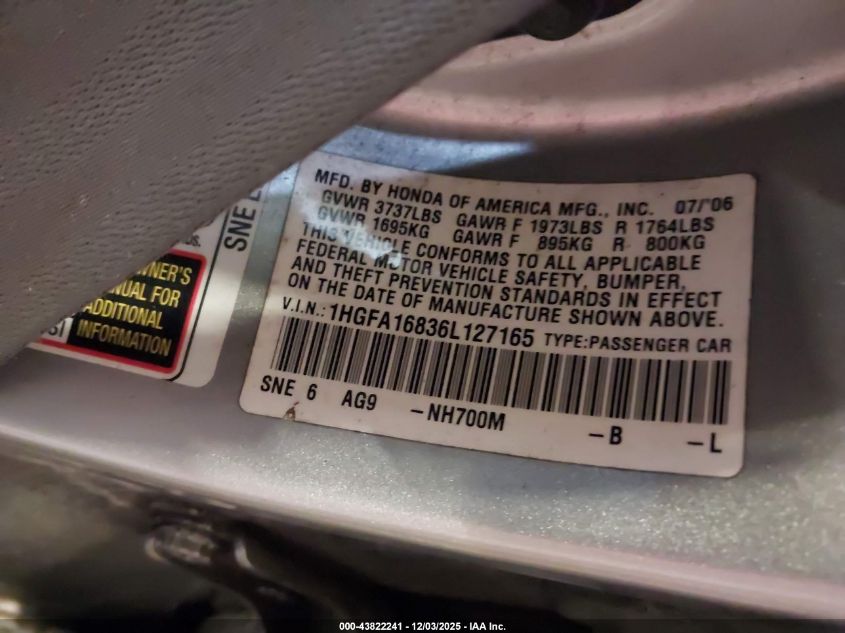 MFD. BY HONDA OF AMERICA MFG., INC. 07/'06
GVWR 3737LBS GAWR F 1973LBS R 1764LBS
GVWR 1695KG GAWR F 895KG R 800KG
THIS VEHICLE CONFORMS TO ALL APPLICABLE
FEDERAL MOTOR VEHICLE SAFETY, BUMPER,
AND THEFT PREVENTION STANDARDS IN EFFECT
ON THE DATE OF MANUFACTURE SHOWN ABOVE.
V.I.N.: 1HGFA16836L127165 TYPE:PASSENGER CAR
SNE 6 AG9 -NH700M -B -L
SNE
MANUAL FOR
ADDITIONAL
INFORMATION
000-43822241 - 12/03/2025 - IAA Inc.